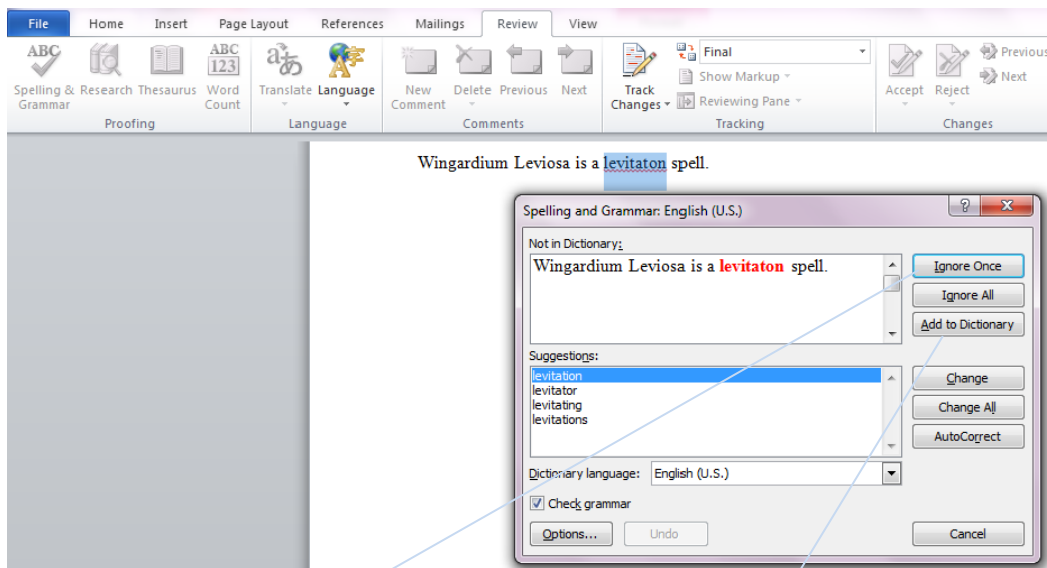 File Home Insert Page Layout References Mailings Review View
ABC ABC 123 Final Previous
Show Markup Next
Spelling & Grammar Research Thesaurus Word Count Translate Language New Comment Delete Previous Next Track Changes Reviewing Pane Accept Reject
Proofing Language Comments Tracking Changes
Wingardium Leviosa is a levitaton spell.
Spelling and Grammar: English (U.S.)
?
Not in Dictionary:
Wingardium Leviosa is a levitaton spell.
Ignore Once
Ignore All
Add to Dictionary
Suggestions:
levitation
levitator
levitating
levitations
Change
Change All
AutoCorrect
Dictionary language: English (U.S.)
Check grammar
Options... Undo Cancel